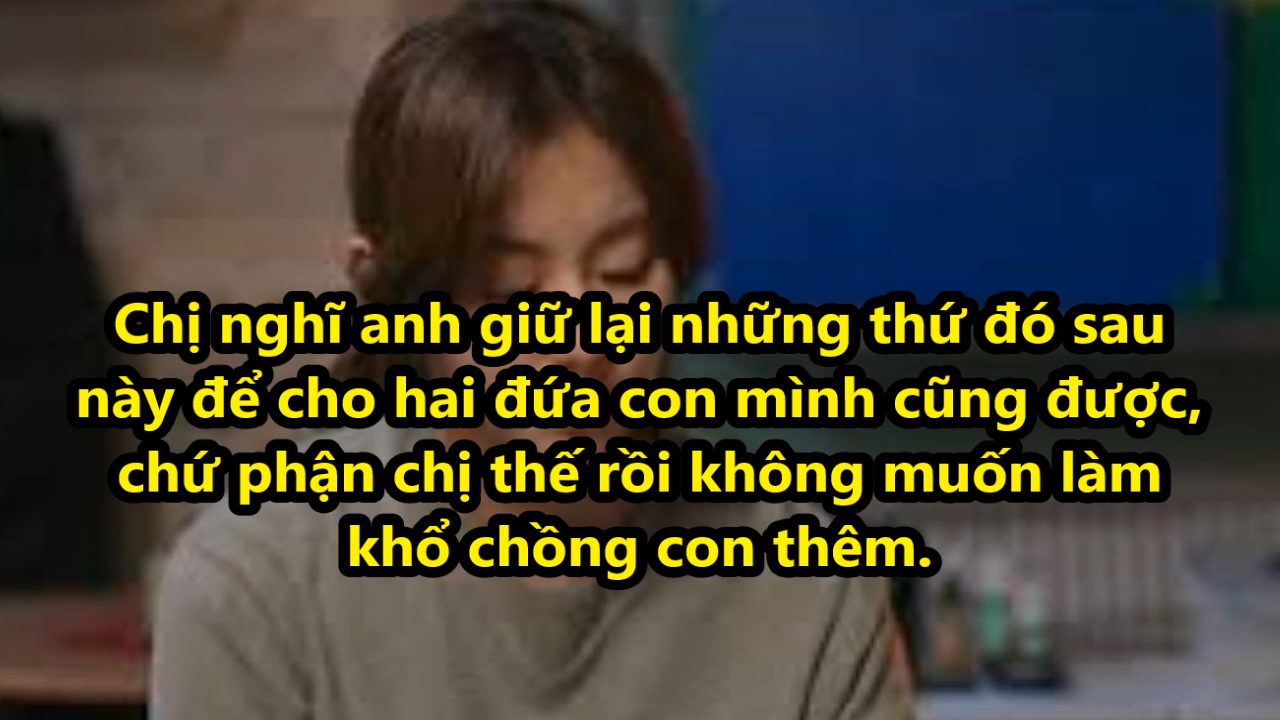 Chị nghĩ anh giữ lại những thứ đó sau
này để cho hai đứa con mình cũng được,
chứ phận chị thế rồi không muốn làm
khổ chồng con thêm.